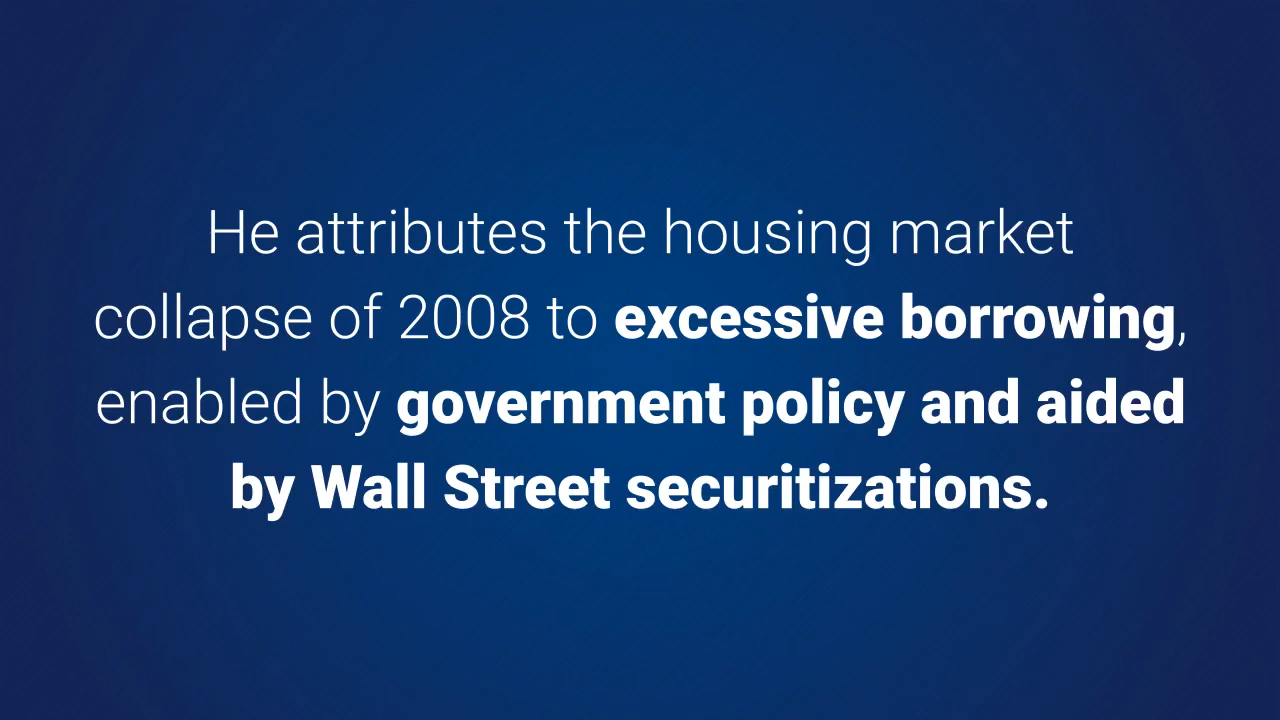 He attributes the housing market
collapse of 2008 to excessive borrowing,
enabled by government policy and aided
by Wall Street securitizations.